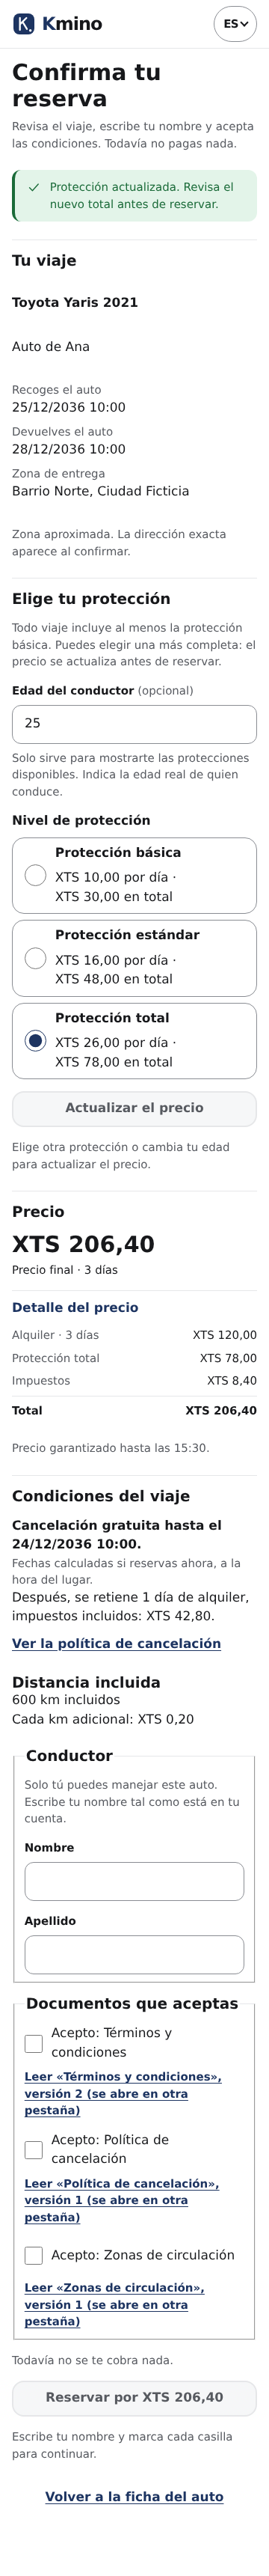 K Kmino
ES
Confirma tu
reserva
Revisa el viaje, escribe tu nombre y acepta
las condiciones. Todavía no pagas nada.
Protección actualizada. Revisa el
nuevo total antes de reservar.
Tu viaje
Toyota Yaris 2021
Auto de Ana
Recoges el auto
25/12/2036 10:00
Devuelves el auto
28/12/2036 10:00
Zona de entrega
Barrio Norte, Ciudad Ficticia
Zona aproximada. La dirección exacta
aparece al confirmar.
Elige tu protección
Todo viaje incluye al menos la protección
básica. Puedes elegir una más completa: el
precio se actualiza antes de reservar.
Edad del conductor (opcional)
25
Solo sirve para mostrarte las protecciones
disponibles. Indica la edad real de quien
conduce.
Nivel de protección
Protección básica
XTS 10,00 por día ·
XTS 30,00 en total
Protección estándar
XTS 16,00 por día ·
XTS 48,00 en total
Protección total
XTS 26,00 por día ·
XTS 78,00 en total
Actualizar el precio
Elige otra protección o cambia tu edad
para actualizar el precio.
Precio
XTS 206,40
Precio final · 3 días
Detalle del precio
Alquiler · 3 días XTS 120,00
Protección total XTS 78,00
Impuestos XTS 8,40
Total XTS 206,40
Precio garantizado hasta las 15:30.
Condiciones del viaje
Cancelación gratuita hasta el
24/12/2036 10:00.
Fechas calculadas si reservas ahora, a la
hora del lugar.
Después, se retiene 1 día de alquiler,
impuestos incluidos: XTS 42,80.
Ver la política de cancelación
Distancia incluida
600 km incluidos
Cada km adicional: XTS 0,20
Conductor
Solo tú puedes manejar este auto.
Escribe tu nombre tal como está en tu
cuenta.
Nombre
Apellido
Documentos que aceptas
Acepto: Términos y
condiciones
Leer «Términos y condiciones»,
versión 2 (se abre en otra
pestaña)
Acepto: Política de
cancelación
Leer «Política de cancelación»,
versión 1 (se abre en otra
pestaña)
Acepto: Zonas de circulación
Leer «Zonas de circulación»,
versión 1 (se abre en otra
pestaña)
Todavía no se te cobra nada.
Reservar por XTS 206,40
Escribe tu nombre y marca cada casilla
para continuar.
Volver a la ficha del auto